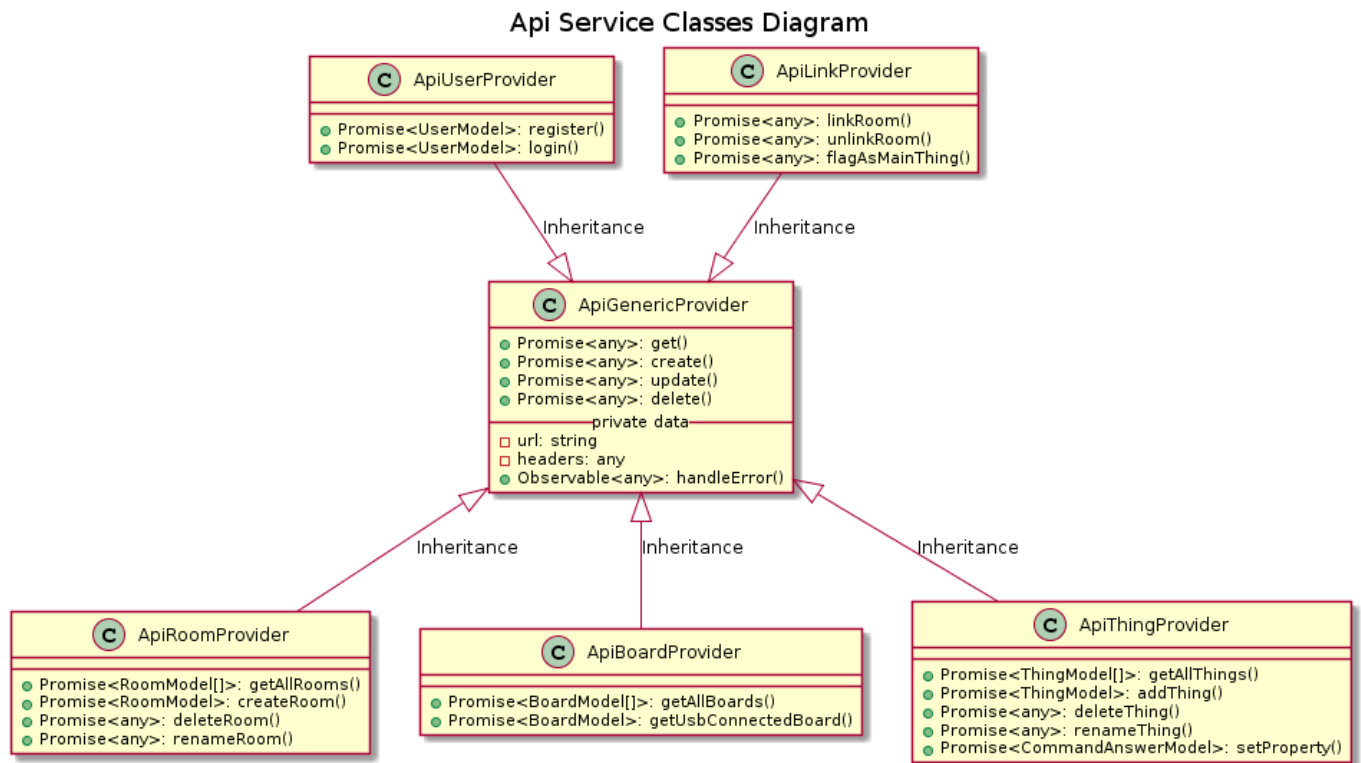 Api Service Classes Diagram
C ApiUserProvider
Promise<UserModel>: register()
Promise<UserModel>: login()
C ApiLinkProvider
Promise<any>: linkRoom()
Promise<any>: unlinkRoom()
Promise<any>: flagAsMainThing()
Inheritance
Inheritance
C ApiGenericProvider
Promise<any>: get()
Promise<any>: create()
Promise<any>: update()
Promise<any>: delete()
private data
url: string
headers: any
Observable<any>: handleError()
Inheritance
Inheritance
Inheritance
C ApiRoomProvider
Promise<RoomModel[]>: getAllRooms()
Promise<RoomModel>: createRoom()
Promise<any>: deleteRoom()
Promise<any>: renameRoom()
C ApiBoardProvider
Promise<BoardModel[]>: getAllBoards()
Promise<BoardModel>: getUsbConnectedBoard()
C ApiThingProvider
Promise<ThingModel[]>: getAllThings()
Promise<ThingModel>: addThing()
Promise<any>: deleteThing()
Promise<any>: renameThing()
Promise<CommandAnswerModel>: setProperty()